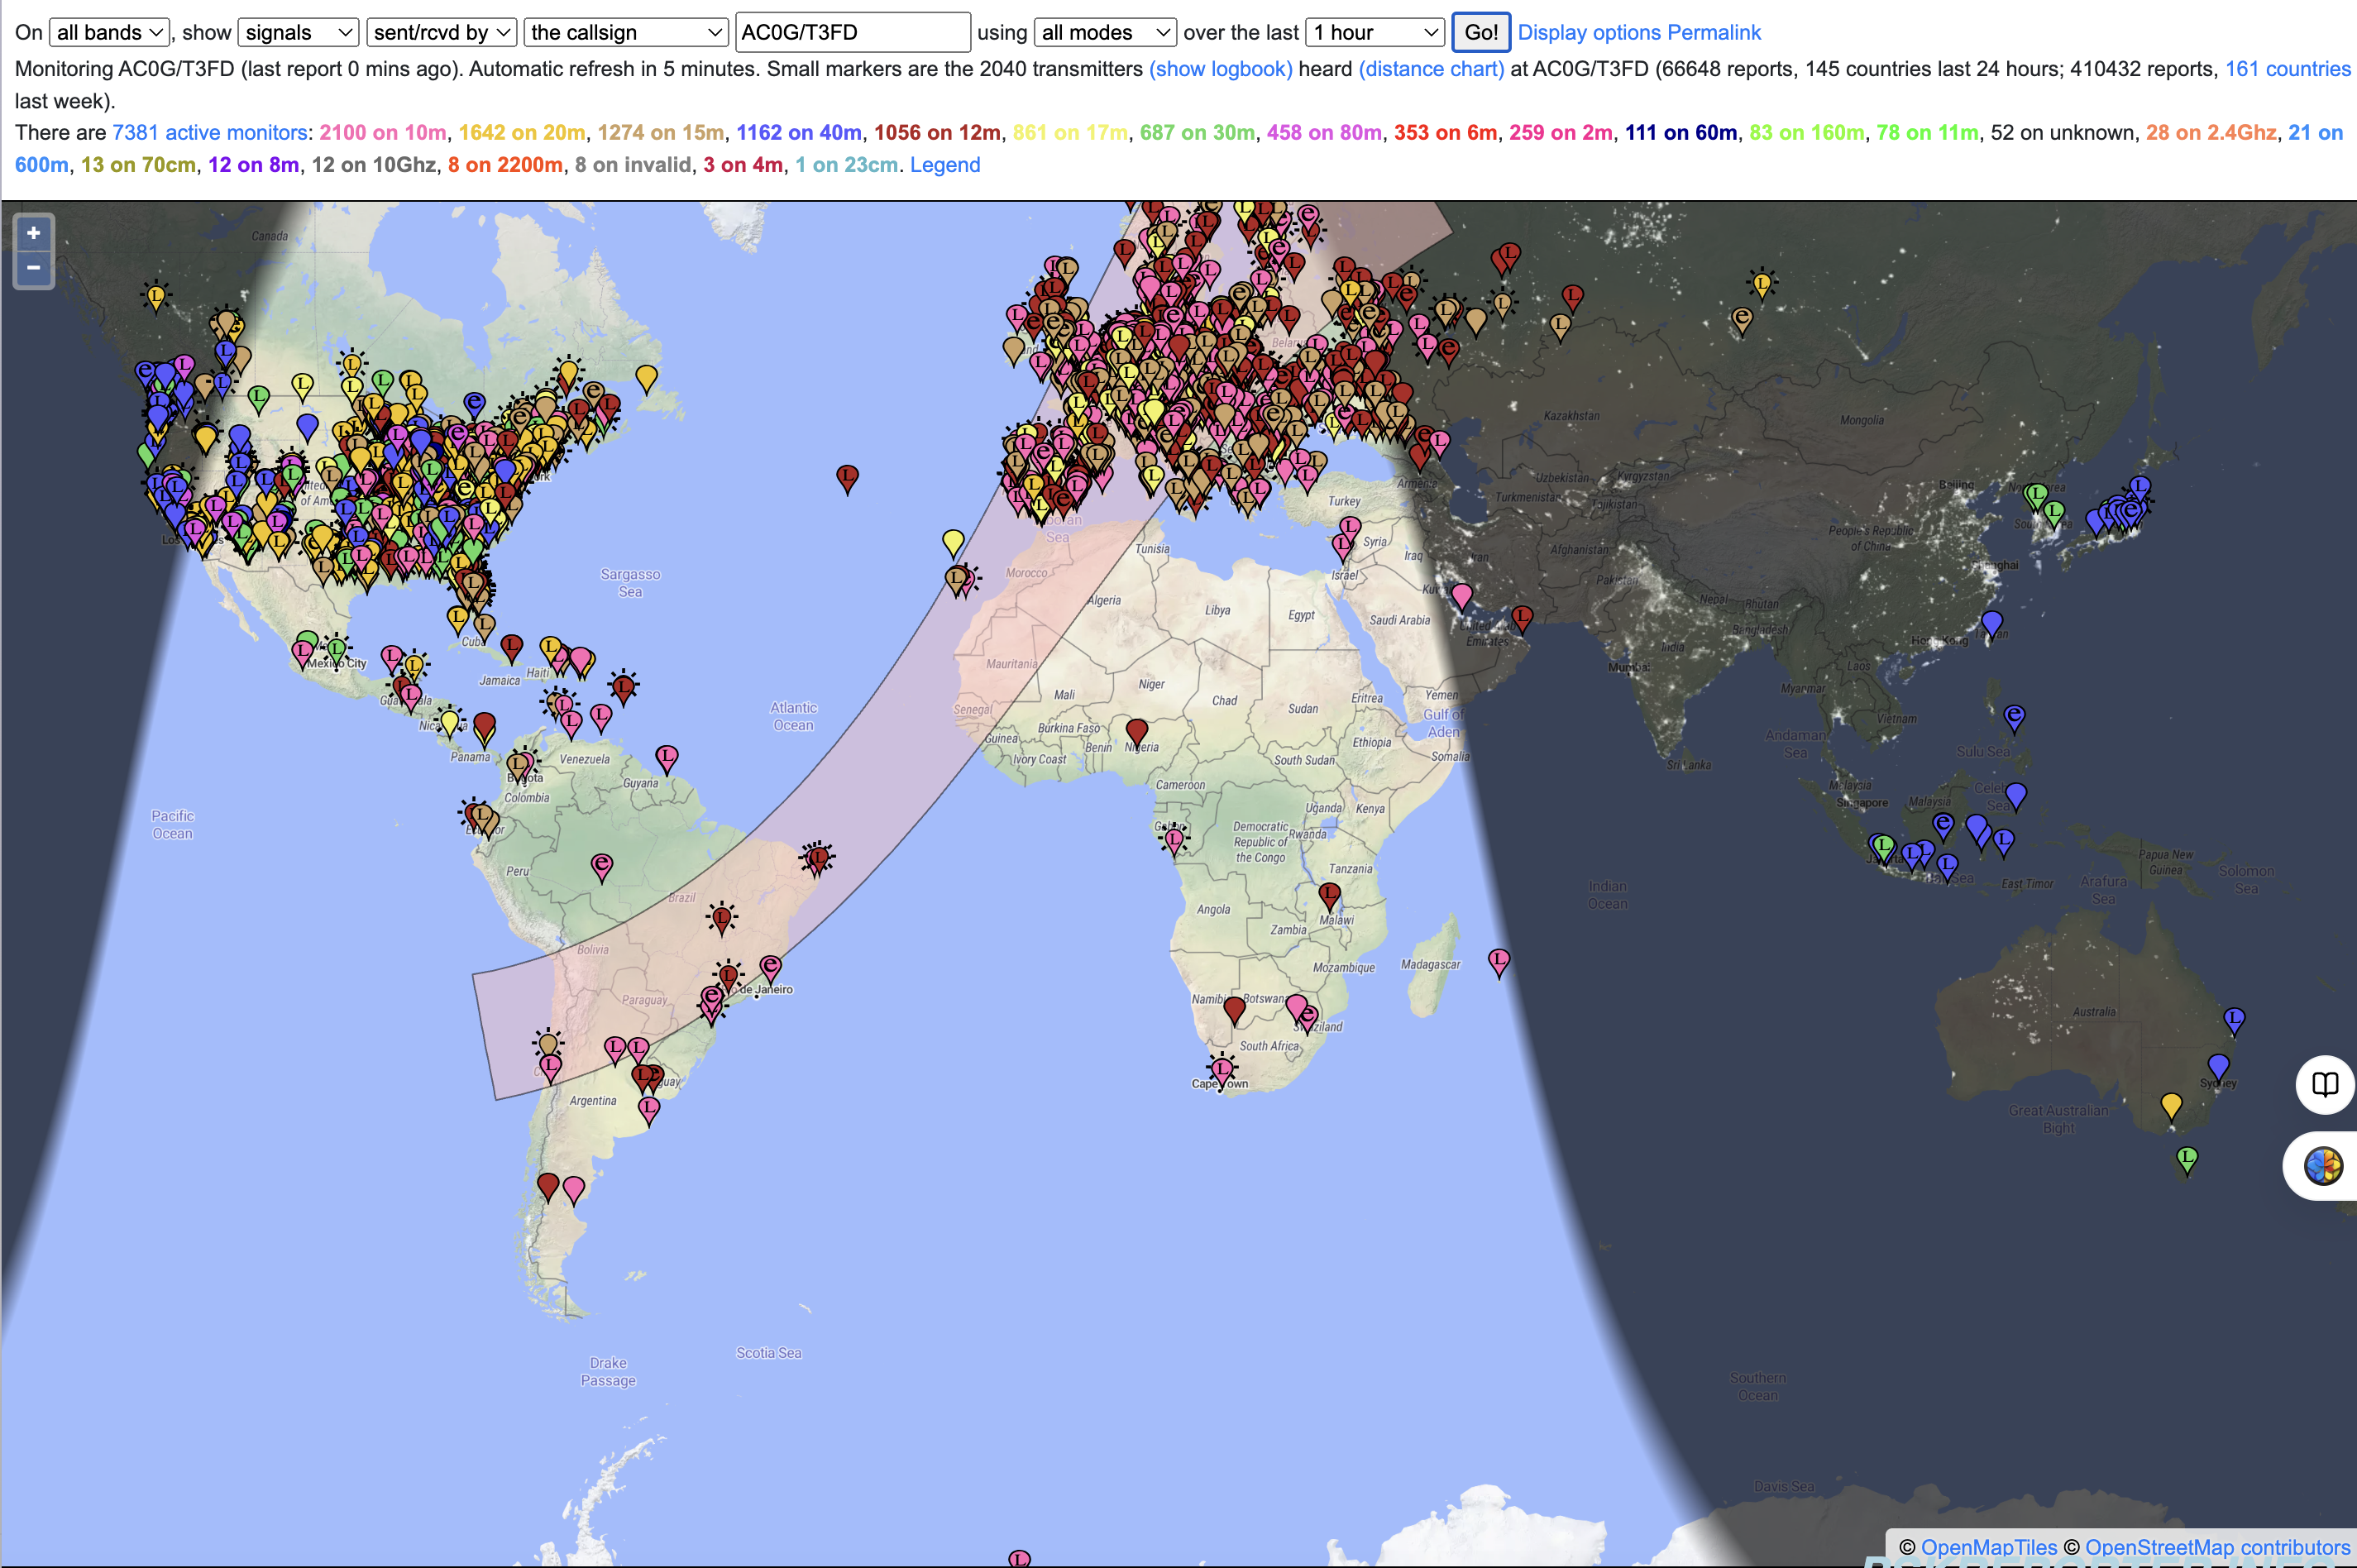 On all bands, show signals sent/rcvd by the callsign AC0G/T3FD using all modes over the last 1 hour Go! Display options Permalink
Monitoring AC0G/T3FD (last report 0 mins ago). Automatic refresh in 5 minutes. Small markers are the 2040 transmitters (show logbook) heard (distance chart) at AC0G/T3FD (66648 reports, 145 countries last 24 hours; 410432 reports, 161 countries
last week).
There are 7381 active monitors: 2100 on 10m, 1642 on 20m, 1274 on 15m, 1162 on 40m, 1056 on 12m, 861 on 17m, 687 on 30m, 458 on 80m, 353 on 6m, 259 on 2m, 111 on 60m, 83 on 160m, 78 on 11m, 52 on unknown, 28 on 2.4Ghz, 21 on
600m, 13 on 70cm, 12 on 8m, 12 on 10Ghz, 8 on 2200m, 8 on invalid, 3 on 4m, 1 on 23cm. Legend
+
−
Canada
Kazakhstan
Mongolia
Uzbekistan
Kyrgyzstan
Turkmenistan
Tajikistan
Turkey
Armenia
Beijing
People's Republic
of China
Sargasso
Sea
Tunisia
Morocco
Syria
Iraq
Iran
Afghanistan
Israel
Pakistan
Algeria
Libya
Egypt
Saudi Arabia
Nepal
Bhutan
Bangladesh
India
Emirates
Mumbai
Laos
Myanmar
Vietnam
Mexico City
Cuba
Haiti
Jamaica
Mauritania
Mali
Niger
Chad
Sudan
Eritrea
Yemen
Gulf of
Aden
Senegal
Guinea
Burkina Faso
Benin
Nigeria
Ivory Coast
Ethiopia
Somalia
South Sudan
Atlantic
Ocean
Panama
Venezuela
Guyana
Colombia
Cameroon
Andaman
Sea
Sulu Sea
Sri Lanka
Malaysia
Singapore
Malaysia
Pacific
Ocean
Uganda
Kenya
Democratic
Republic of
the Congo
Rwanda
Tanzania
Peru
Brazil
Papua New
Guinea
Solomon
Sea
East Timor
Arafura
Sea
Indian
Ocean
Angola
Malawi
Zambia
Bolivia
Mozambique
Madagascar
Paraguay
Botswana
South Africa
Cape Town
Australia
Sydney
Argentina
Great Australian
Bight
Drake
Passage
Scotia Sea
Southern
Ocean
Davis Sea
© OpenMapTiles © OpenStreetMap contributors